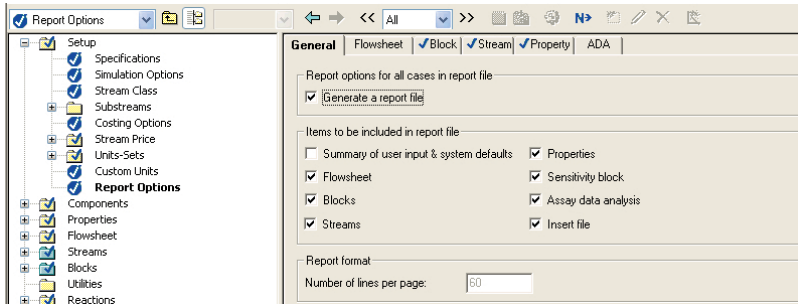 Report Options
<< All >> N>
Setup
Specifications
Simulation Options
Stream Class
Substreams
Costing Options
Stream Price
Units-Sets
Custom Units
Report Options
Components
Properties
Flowsheet
Streams
Blocks
Utilities
Reactions
General Flowsheet Block Stream Property ADA
Report options for all cases in report file
Generate a report file
Items to be included in report file
Summary of user input & system defaults Properties
Flowsheet Sensitivity block
Blocks Assay data analysis
Streams Insert file
Report format
Number of lines per page: 60